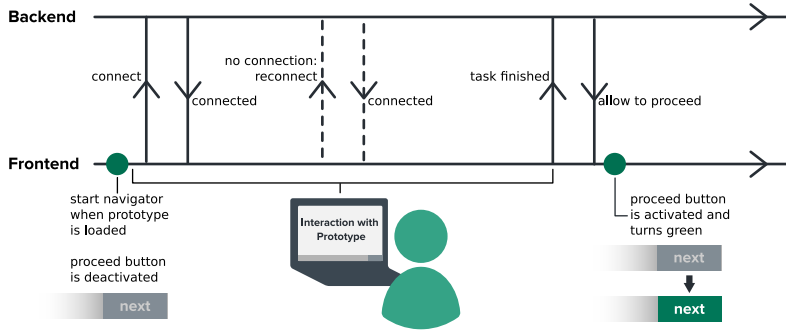 Backend
no connection:
connect
reconnect
task finished
connected
connected
allow to proceed
Frontend
start navigator
when prototype
is loaded
proceed button
is deactivated
next
Interaction with
Prototype
proceed button
is activated and
turns green
next
next